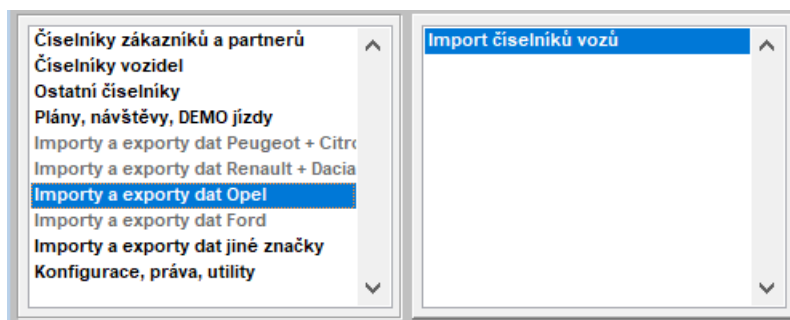 Číselníky zákazníků a partnerů
Číselníky vozidel
Ostatní číselníky
Plány, návštěvy, DEMO jízdy
Importy a exporty dat Peugeot + Citro
Importy a exporty dat Renault + Dacia
Importy a exporty dat Opel
Importy a exporty dat Ford
Importy a exporty dat jiné značky
Konfigurace, práva, utility
Import číselníků vozů